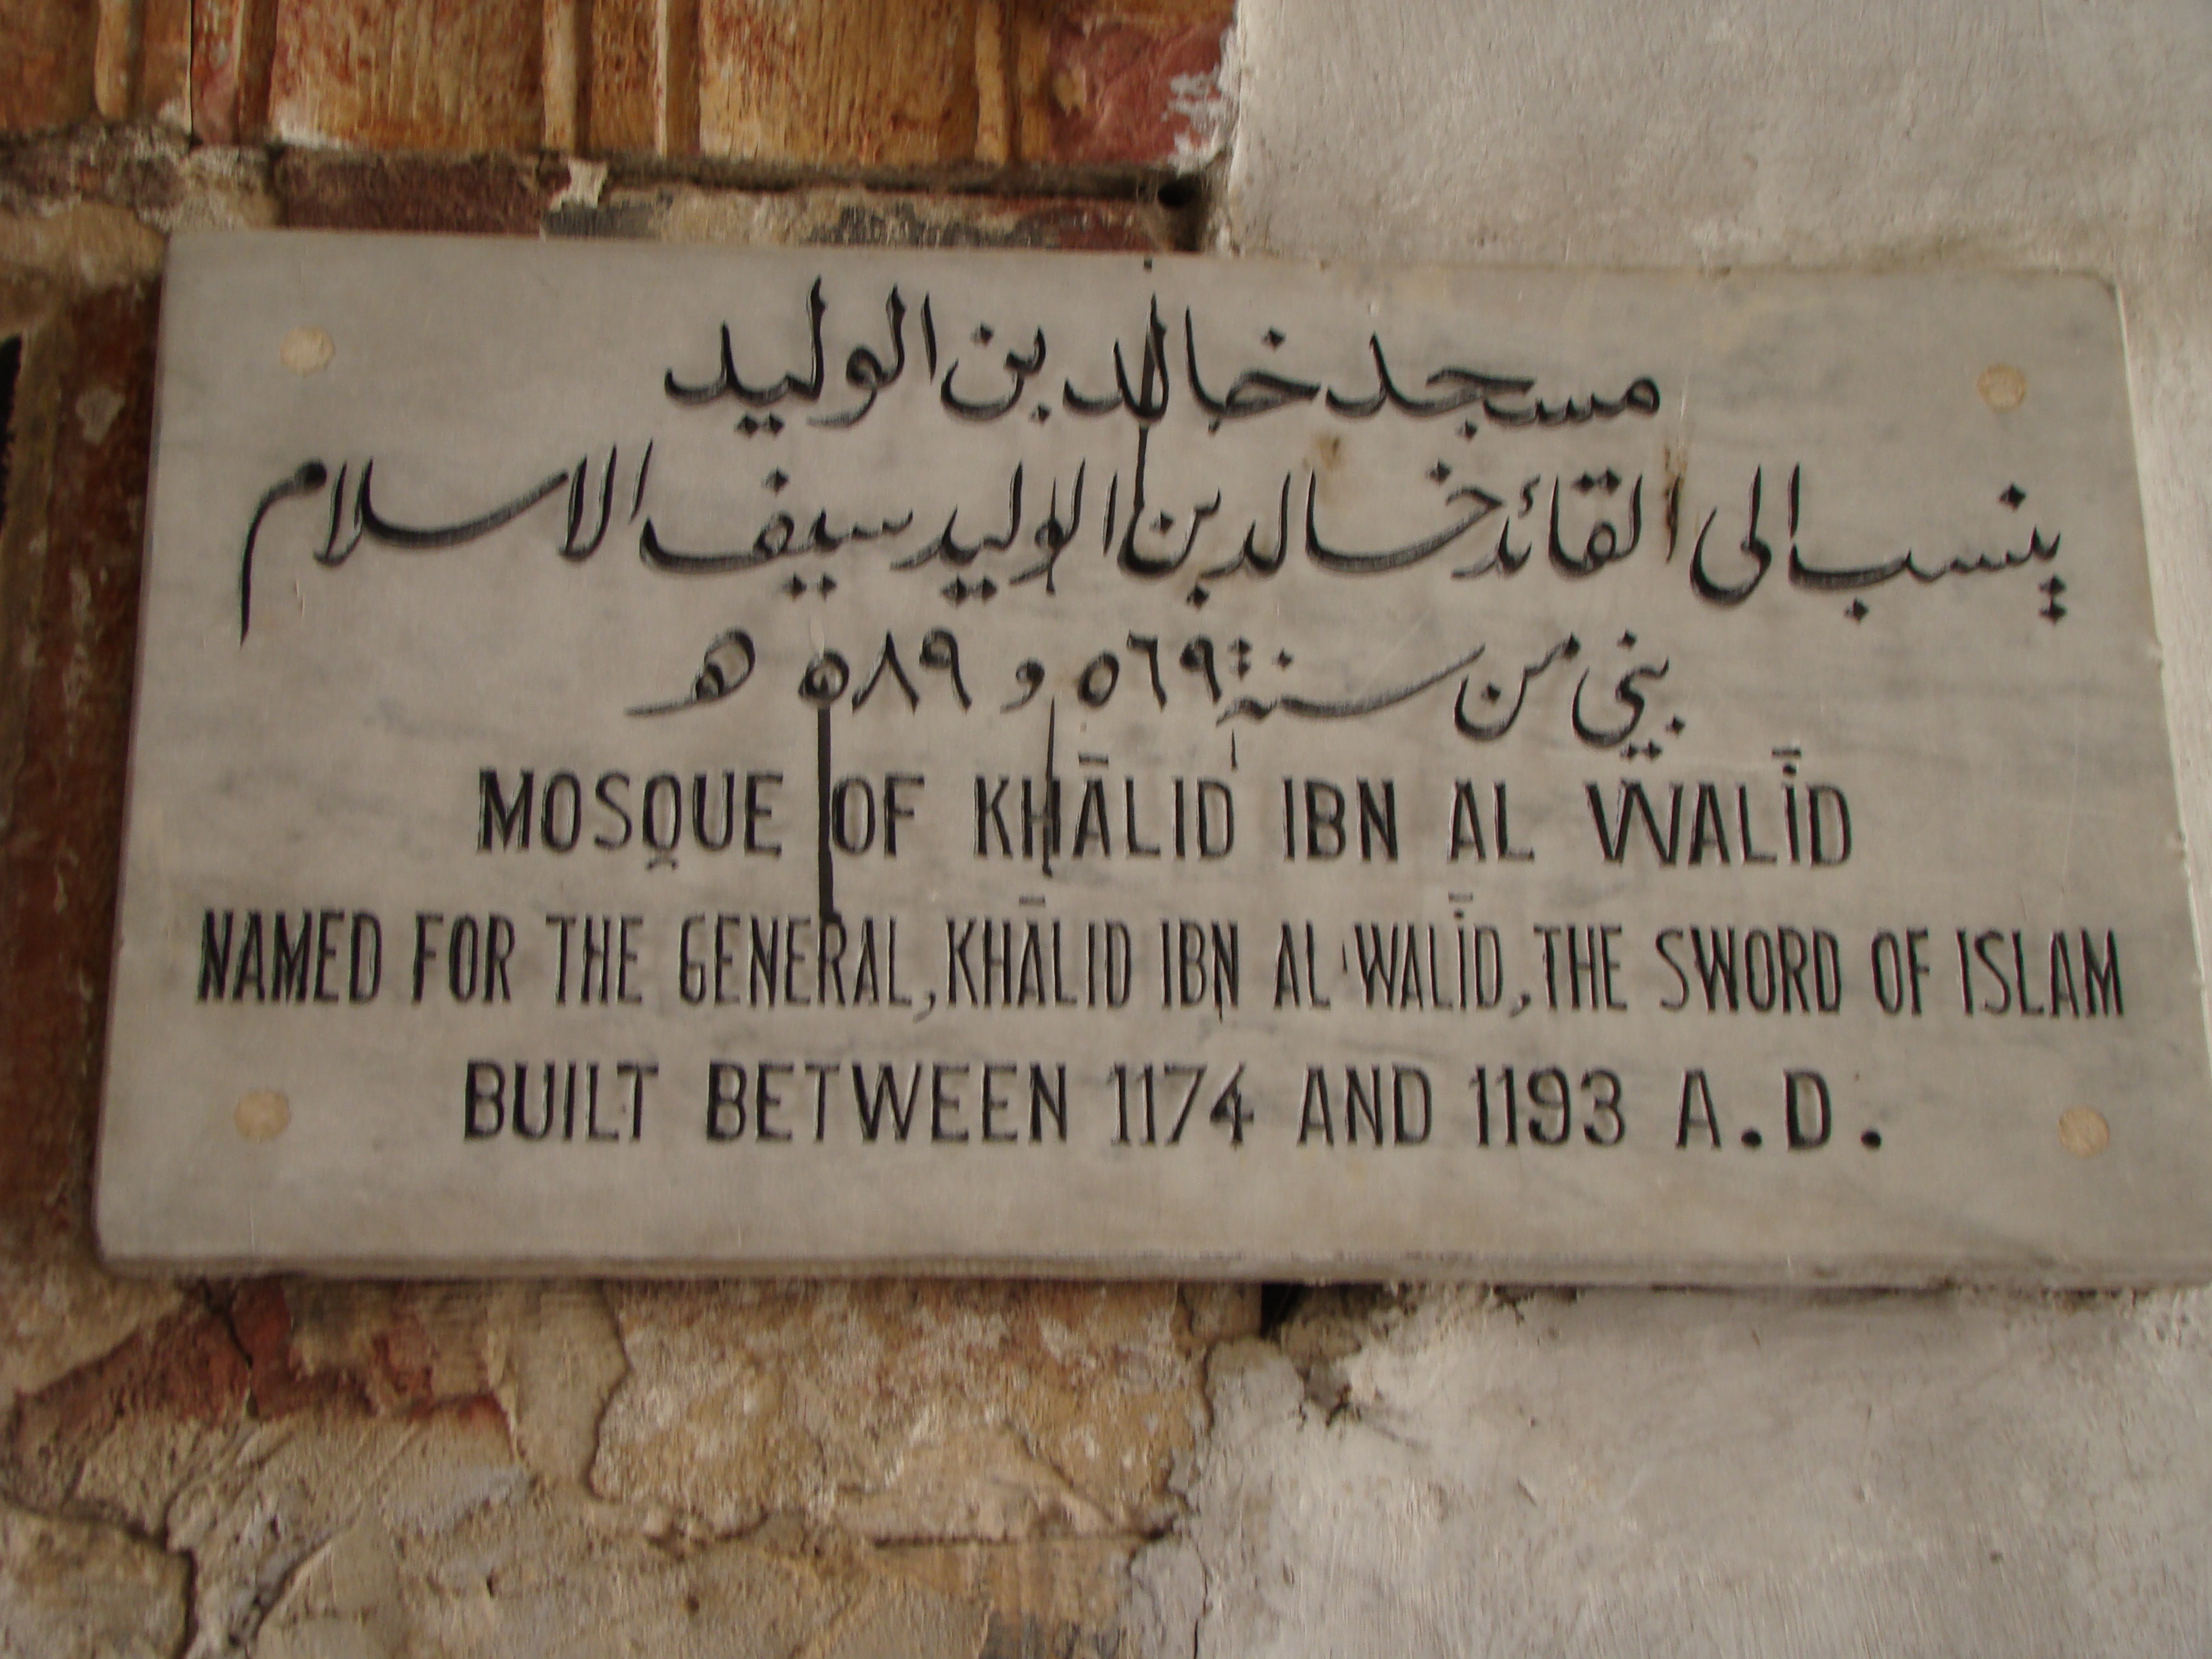 مسجد خالد بن الوليد
ينسب الى القائد خالد بن الوليد سيف الاسلام
بني من سنة ٥٦٩ و ٥٨٩ هـ
MOSQUE OF KHĀLID IBN AL WALĪD
NAMED FOR THE GENERAL, KHĀLID IBN AL WALĪD, THE SWORD OF ISLAM
BUILT BETWEEN 1174 AND 1193 A.D.